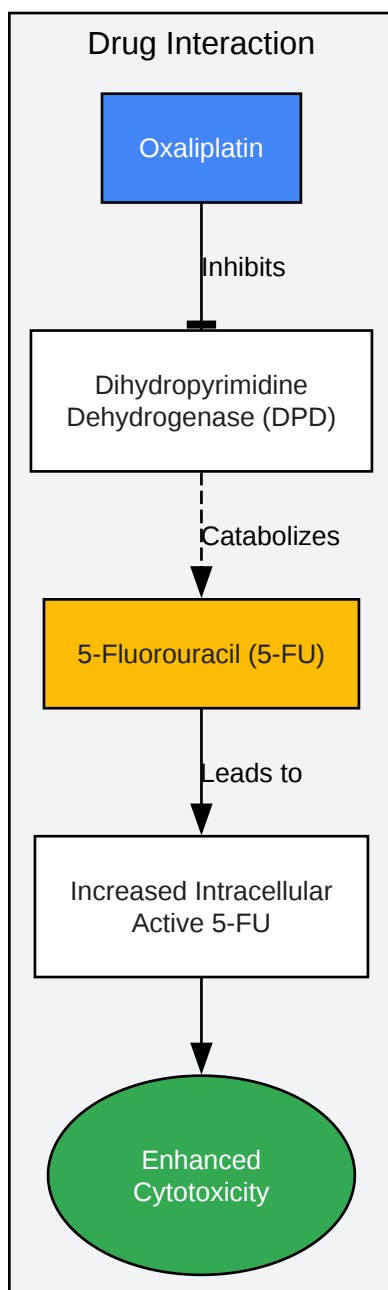 Drug Interaction
Oxaliplatin
Inhibits
Dihydropyrimidine
Dehydrogenase (DPD)
Catabolizes
5-Fluorouracil (5-FU)
Leads to
Increased Intracellular
Active 5-FU
Enhanced
Cytotoxicity